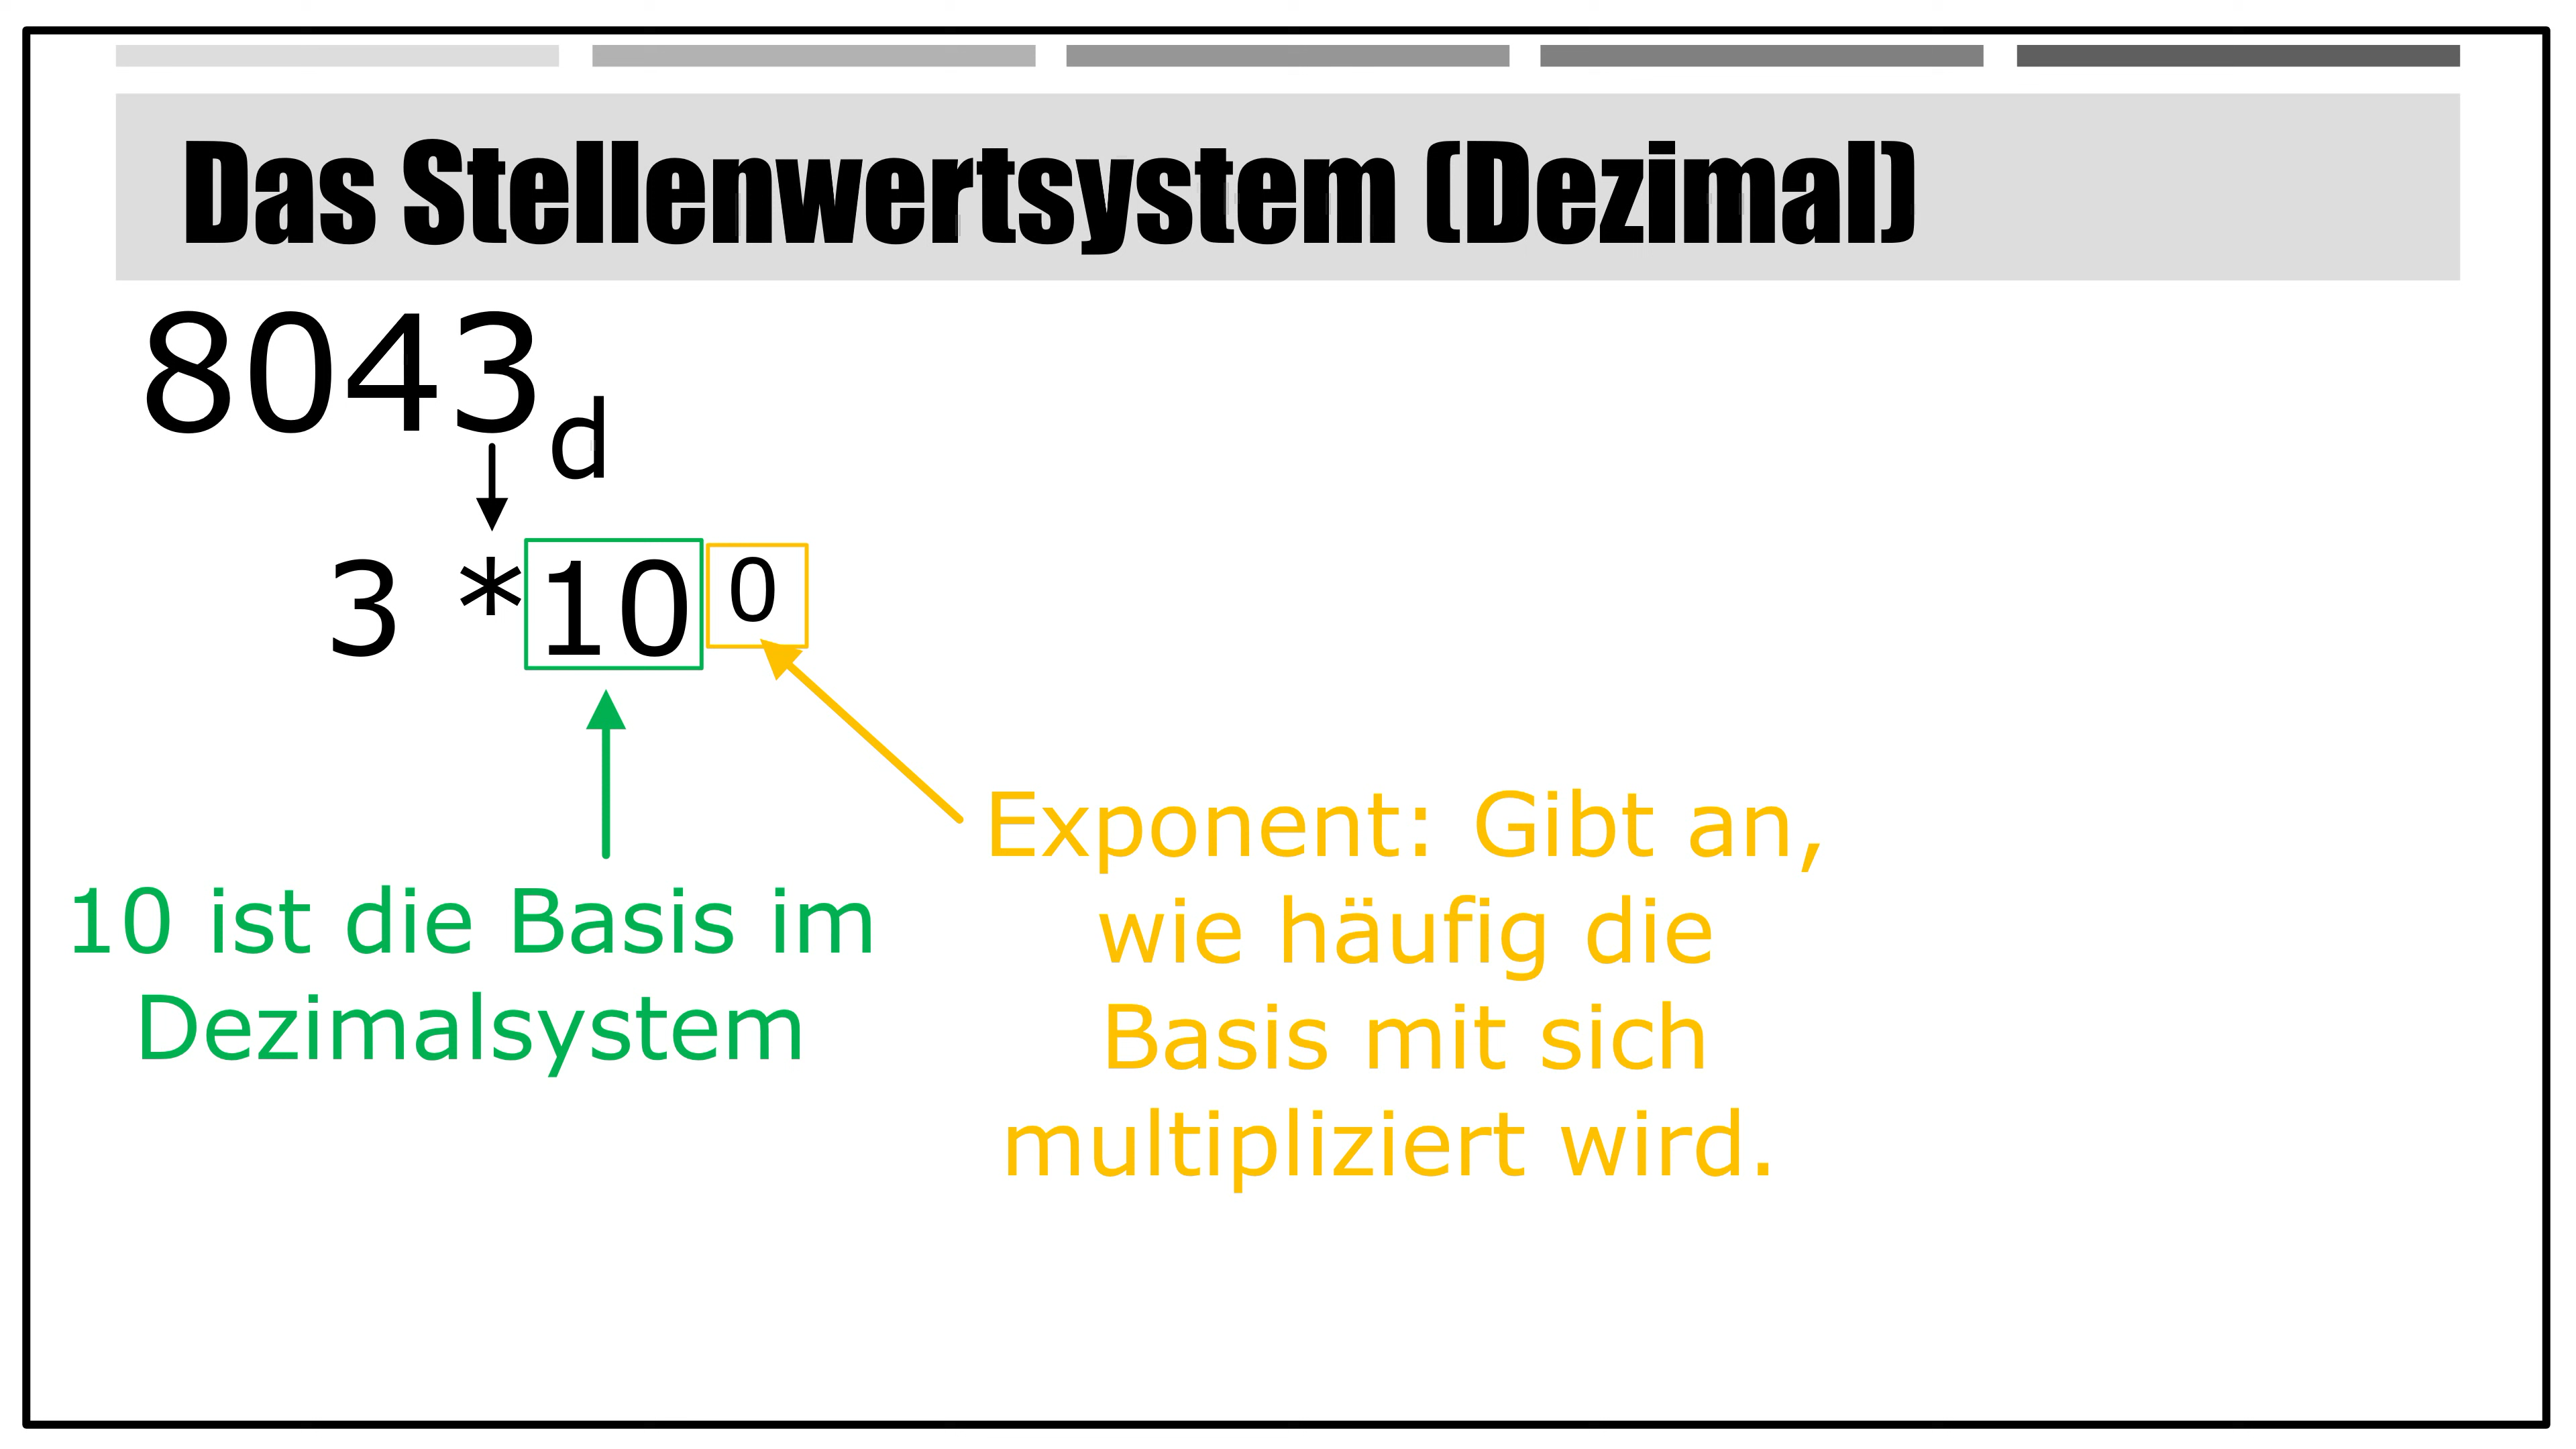 Das Stellenwertsystem (Dezimal)
8043d
3 *10 0
10 ist die Basis im
Dezimalsystem
Exponent: Gibt an,
wie häufig die
Basis mit sich
multipliziert wird.